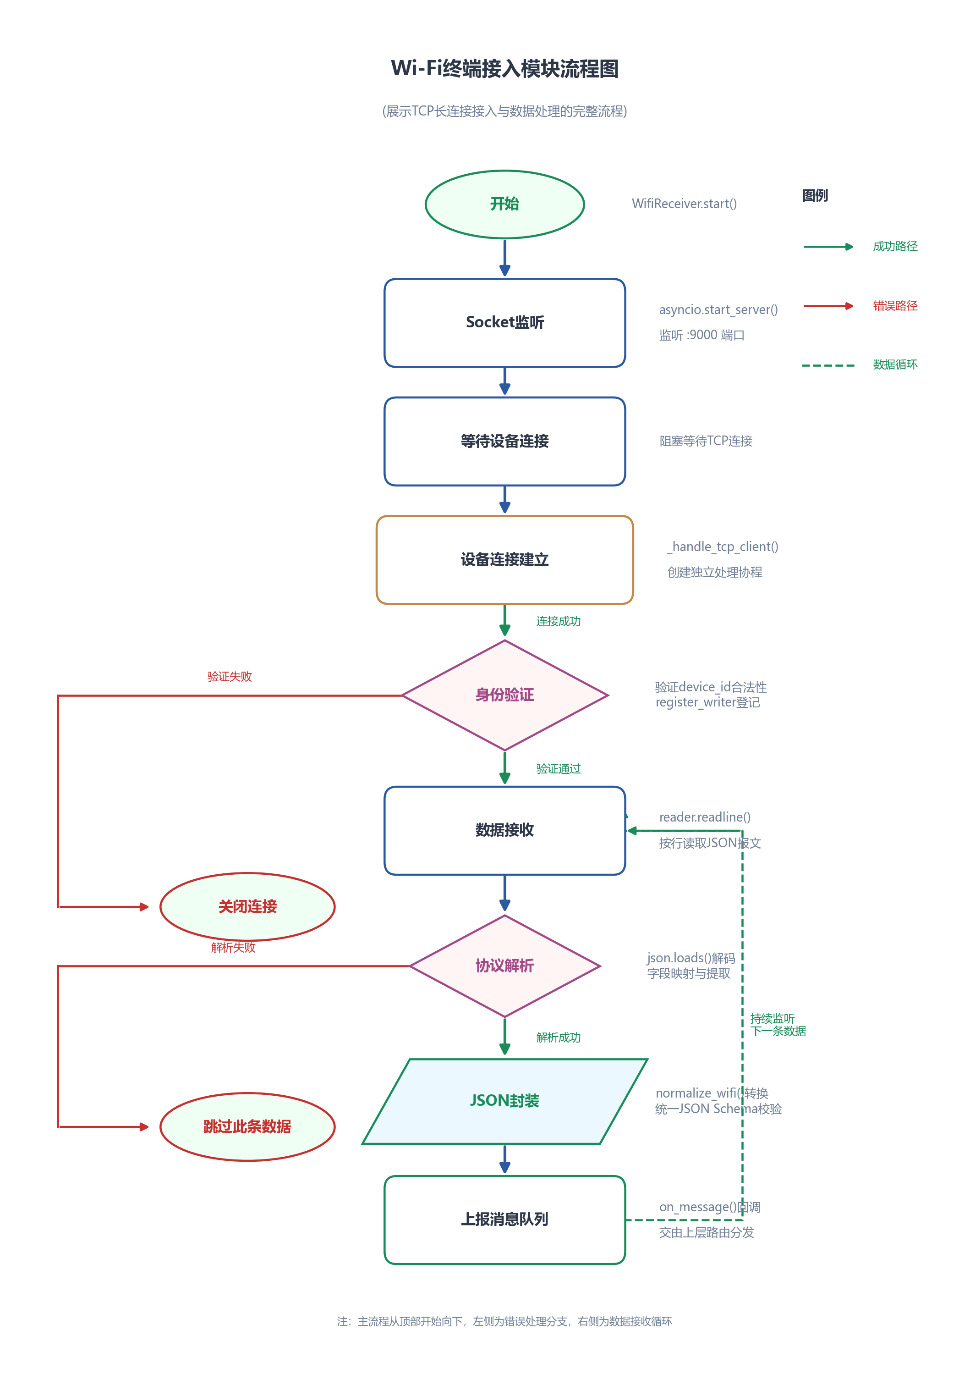 Wi-Fi终端接入模块流程图
(展示TCP长连接接入与数据处理的完整流程)
开始
WifiReceiver.start()
图例
成功路径
错误路径
数据循环
Socket监听
asyncio.start_server()
监听 :9000 端口
等待设备连接
阻塞等待TCP连接
设备连接建立
_handle_tcp_client()
创建独立处理协程
连接成功
验证失败
身份验证
验证device_id合法性
register_writer登记
验证通过
数据接收
reader.readline()
按行读取JSON报文
关闭连接
解析失败
协议解析
json.loads()解码
字段映射与提取
持续监听
下一条数据
解析成功
JSON封装
normalize_wifi()转换
统一JSON Schema校验
跳过此条数据
上报消息队列
on_message()回调
交由上层路由分发
注：主流程从顶部开始向下，左侧为错误处理分支，右侧为数据接收循环